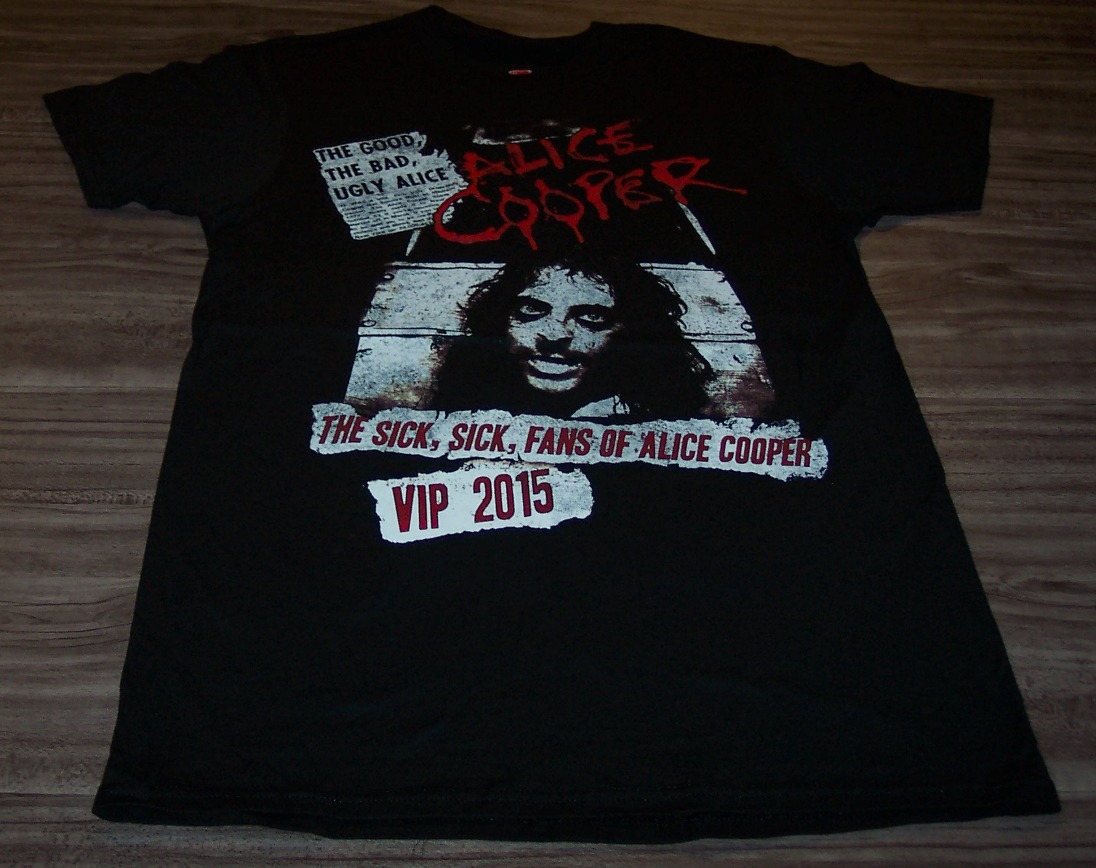 THE GOOD,
THE BAD,
UGLY ALICE
ALICE
COOPER
THE SICK, SICK, FANS OF ALICE COOPER
VIP 2015